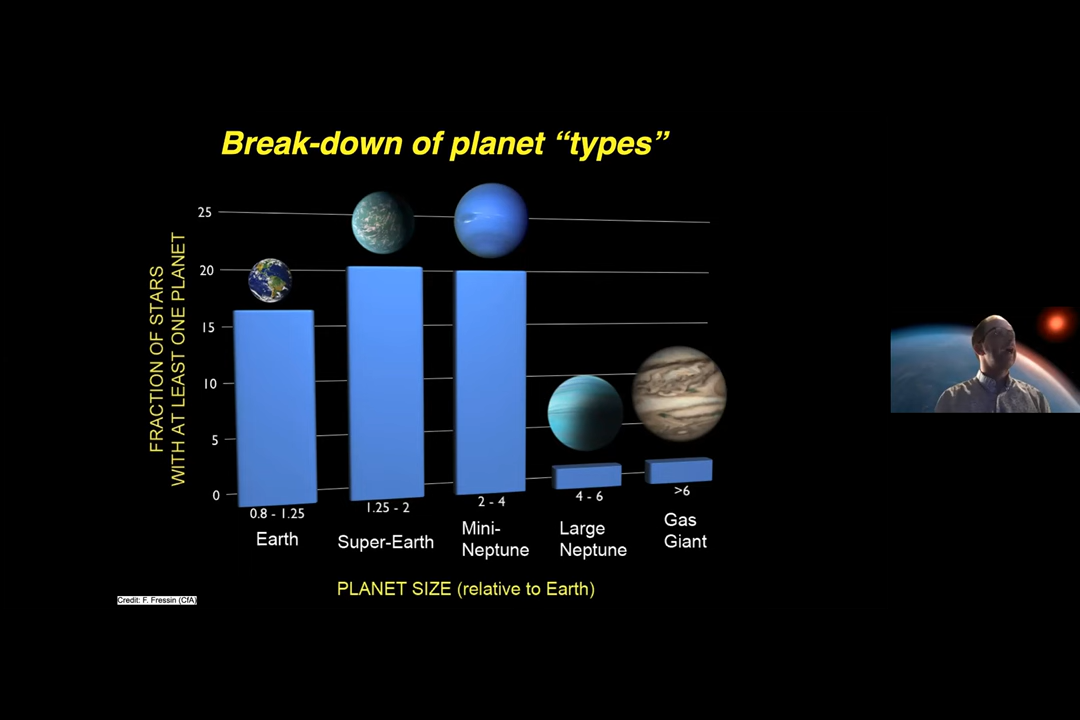 Break-down of planet “types”
FRACTION OF STARS
WITH AT LEAST ONE PLANET
25
20
15
10
5
0
0.8 - 1.25
1.25 - 2
2 - 4
4 - 6
>6
Earth
Super-Earth
Mini-
Neptune
Large
Neptune
Gas
Giant
PLANET SIZE (relative to Earth)
Credit: F. Fressin (CfA)